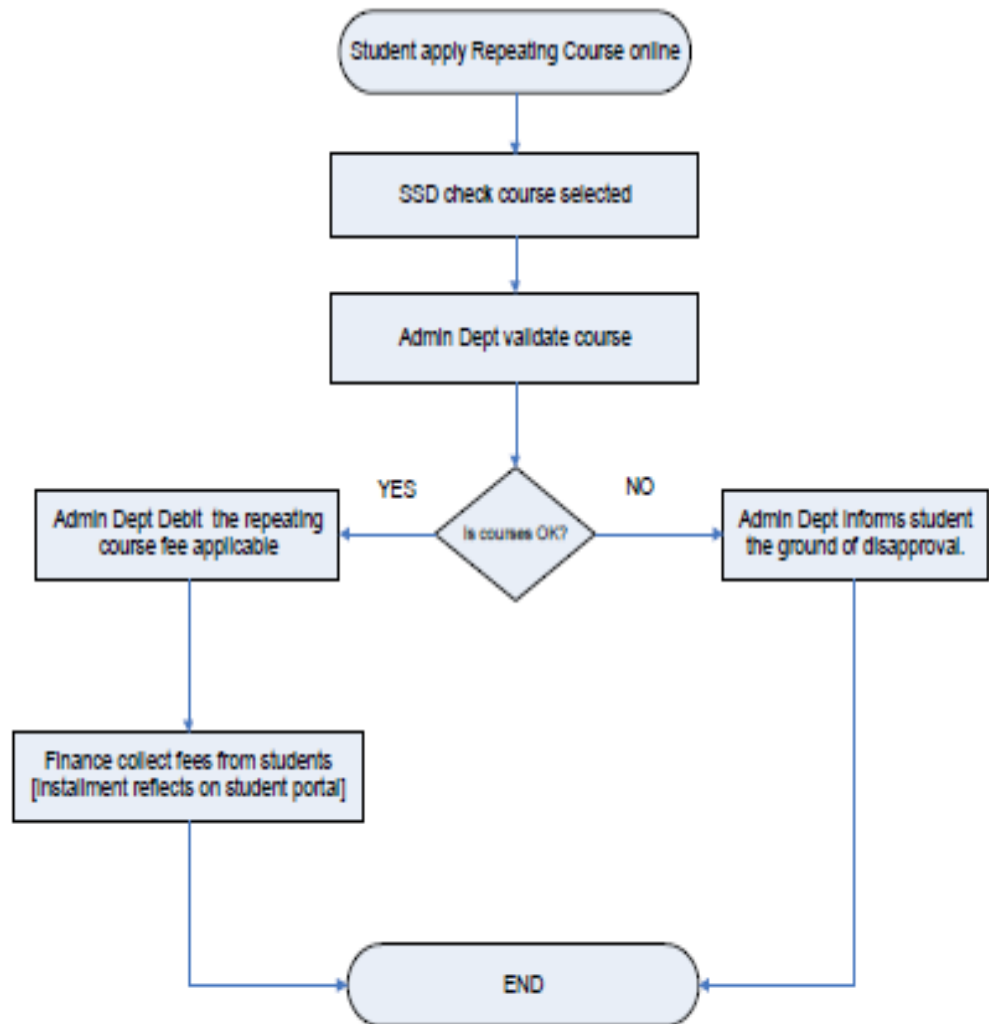 Student apply Repeating Course online
SSD check course selected
Admin Dept validate course
YES
NO
Is courses OK?
Admin Dept Debit the repeating
course fee applicable
Admin Dept informs student
the ground of disapproval.
Finance collect fees from students
[Installment reflects on student portal]
END